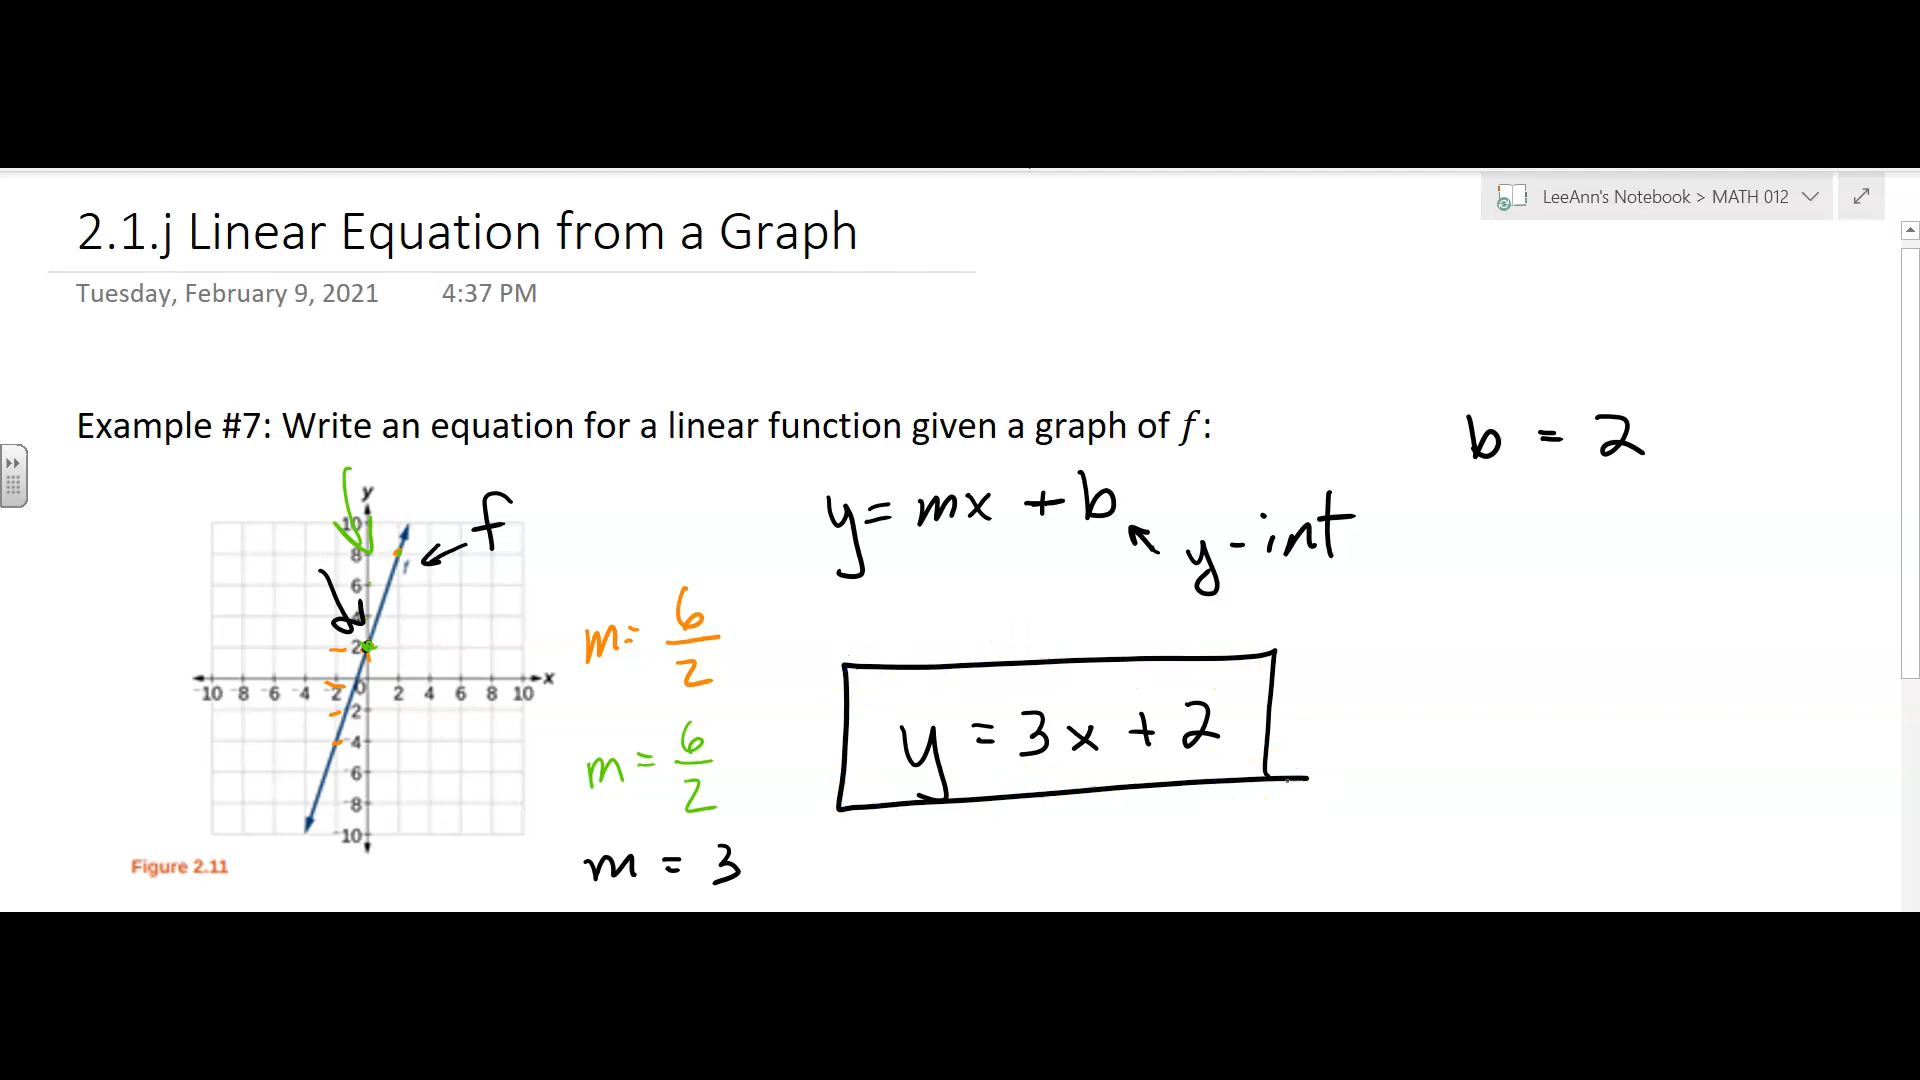 LeeAnn's Notebook > MATH 012
2.1.j Linear Equation from a Graph
Tuesday, February 9, 2021 4:37 PM
Example #7: Write an equation for a linear function given a graph of f:
b = 2
y = mx + b
y-int
f
y
10
8
f
6
4
2
x
-10 -8 -6 -4 -2 0 2 4 6 8 10
-2
-4
-6
-8
-10
m = 6/2
m = 6/2
m = 3
y = 3x + 2
Figure 2.11